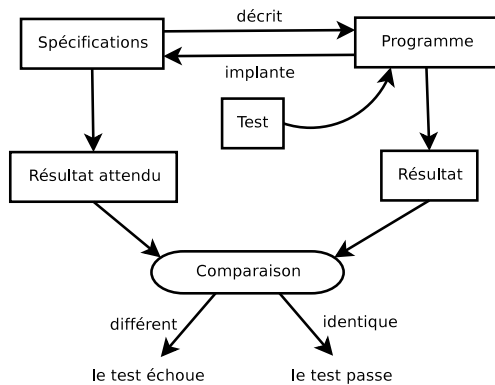 décrit
Spécifications
Programme
implante
Test
Résultat attendu
Résultat
Comparaison
différent
identique
le test échoue
le test passe